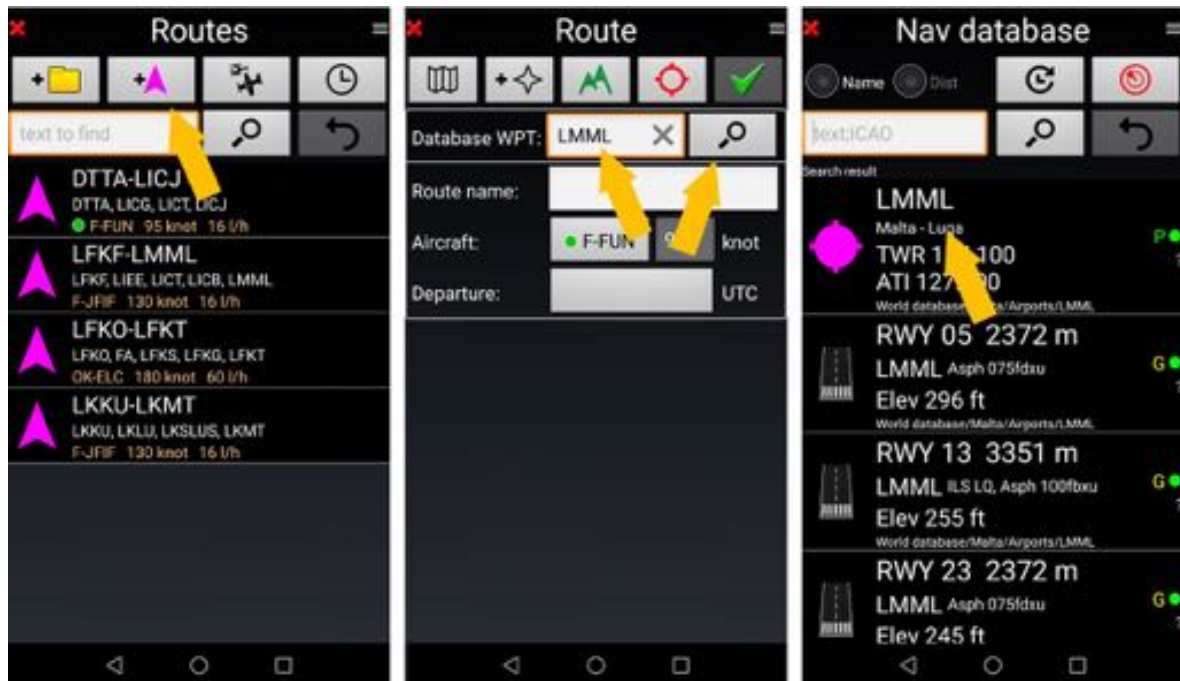 Routes
text to find
DTTA-LICJ
DTTA, LICG, LICT, LICJ
F-FUN 95 knot 16 l/h
LFKF-LMML
LFKF, LIEE, LICT, LICB, LMML
F-JFIF 130 knot 16 l/h
LFKO-LFKT
LFKO, FA, LFKS, LFKG, LFKT
OK-ELC 180 knot 60 l/h
LKKU-LKMT
LKKU, LKLU, LKSLUS, LKMT
F-JFIF 130 knot 16 l/h
Route
Database WPT: LMML
Route name:
Aircraft: F-FUN knot
Departure: UTC
Nav database
Name Dist
text;ICAO
Search result
LMML
Malta - Luqa
TWR 100
ATI
World database/Malta/Airports/LMML
P
RWY 05 2372 m
LMML Asph 075fdxu
G
Elev 296 ft
World database/Malta/Airports/LMML
RWY 13 3351 m
LMML ILS LQ, Asph 100fbxu
G
Elev 255 ft
World database/Malta/Airports/LMML
RWY 23 2372 m
LMML Asph 075fdxu
G
Elev 245 ft